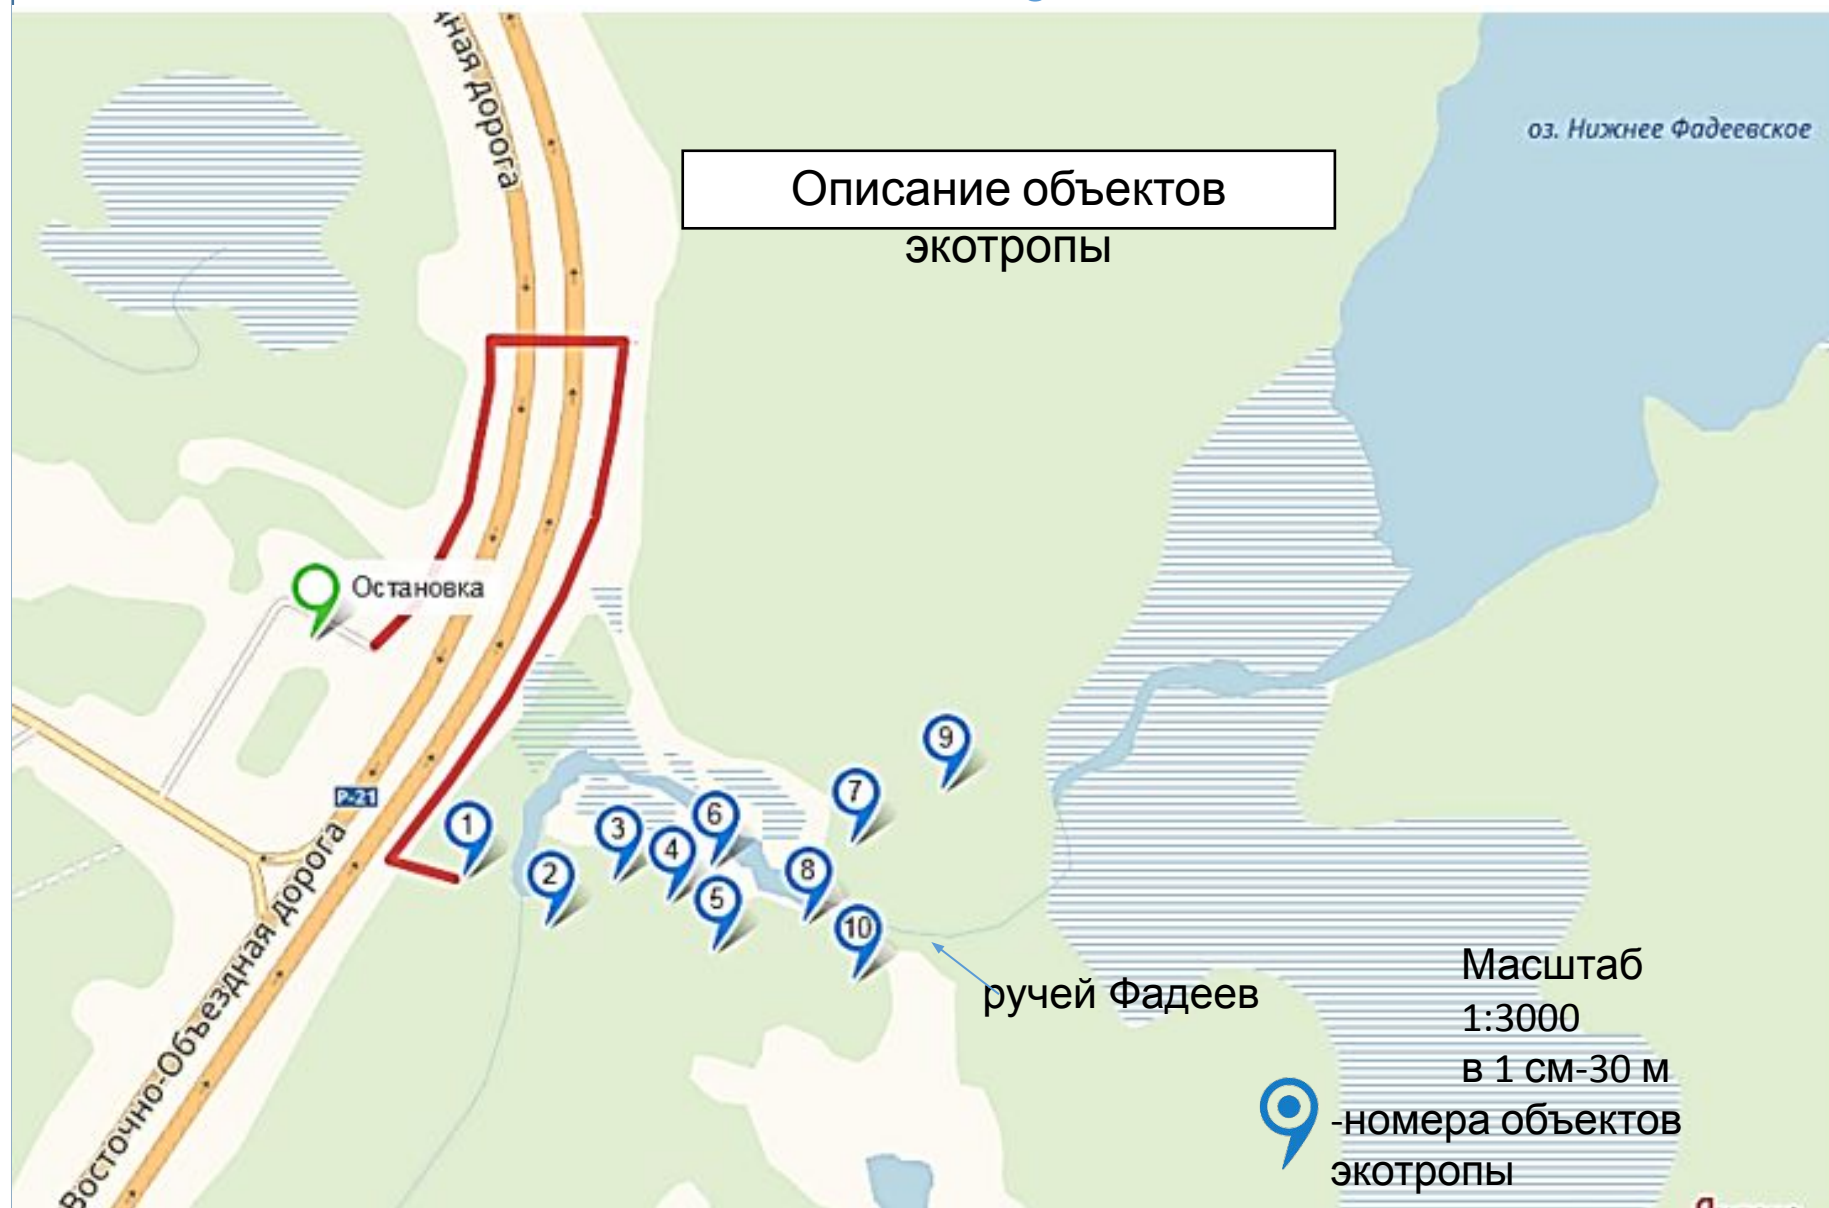 дная дорога
оз. Нижнее Фадеевское
Описание объектов
экотропы
Остановка
Р-21
Восточно-Объездная дорога
1
2
3
4
5
6
7
8
9
10
ручей Фадеев
Масштаб
1:3000
в 1 см-30 м
-номера объектов
экотропы